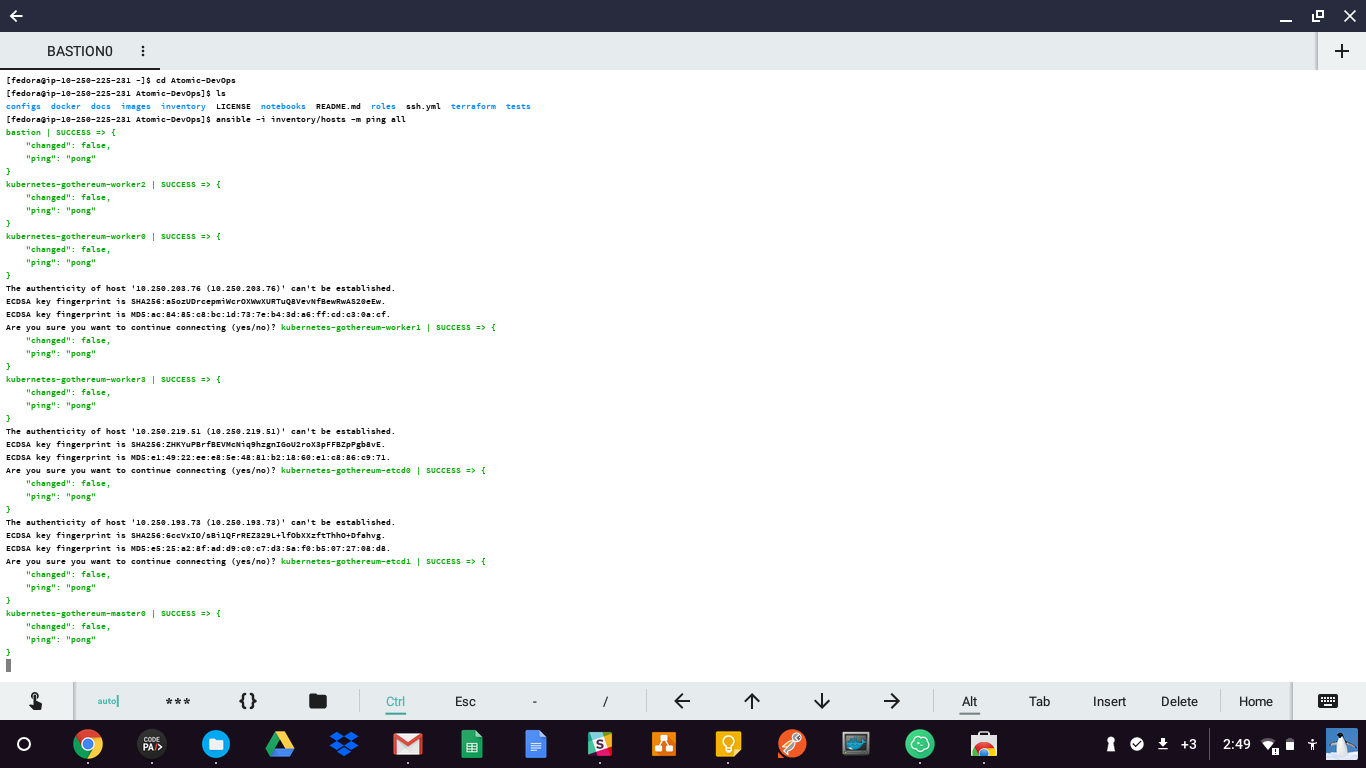 BASTION0
[fedora@ip-10-250-225-231 ~]$ cd Atomic-DevOps
[fedora@ip-10-250-225-231 Atomic-DevOps]$ ls
configs docker docs images inventory LICENSE notebooks README.md roles ssh.yml terraform tests
[fedora@ip-10-250-225-231 Atomic-DevOps]$ ansible -i inventory/hosts -m ping all
bastion | SUCCESS => {
"changed": false,
"ping": "pong"
}
kubernetes-gothereum-worker2 | SUCCESS => {
"changed": false,
"ping": "pong"
}
kubernetes-gothereum-worker0 | SUCCESS => {
"changed": false,
"ping": "pong"
}
The authenticity of host '10.250.203.76 (10.250.203.76)' can't be established.
ECDSA key fingerprint is SHA256:a5ozUDrcepmiWcrOXWwXURTuQ8VevNfBewRwAS20eEw.
ECDSA key fingerprint is MD5:ac:84:85:c8:bc:1d:73:7e:b4:3d:a6:ff:cd:c3:0a:cf.
Are you sure you want to continue connecting (yes/no)? kubernetes-gothereum-worker1 | SUCCESS => {
"changed": false,
"ping": "pong"
}
kubernetes-gothereum-worker3 | SUCCESS => {
"changed": false,
"ping": "pong"
}
The authenticity of host '10.250.219.51 (10.250.219.51)' can't be established.
ECDSA key fingerprint is SHA256:ZHKYuPBrfBEVMcNiq9hzgnIGoU2roX3pFFBZpPgb8vE.
ECDSA key fingerprint is MD5:e1:49:22:ee:e8:5e:48:81:b2:18:60:e1:c8:86:c9:71.
Are you sure you want to continue connecting (yes/no)? kubernetes-gothereum-etcd0 | SUCCESS => {
"changed": false,
"ping": "pong"
}
The authenticity of host '10.250.193.73 (10.250.193.73)' can't be established.
ECDSA key fingerprint is SHA256:6ccVxIO/sBi1QFrREZ329L+lfObXXzftThhO+Dfahvg.
ECDSA key fingerprint is MD5:e5:25:a2:8f:ad:d9:c0:c7:d3:5a:f0:b5:07:27:08:d8.
Are you sure you want to continue connecting (yes/no)? kubernetes-gothereum-etcd1 | SUCCESS => {
"changed": false,
"ping": "pong"
}
kubernetes-gothereum-master0 | SUCCESS => {
"changed": false,
"ping": "pong"
}
auto *** {} Ctrl Esc - / Alt Tab Insert Delete Home
CODE PA/> +3 2:49